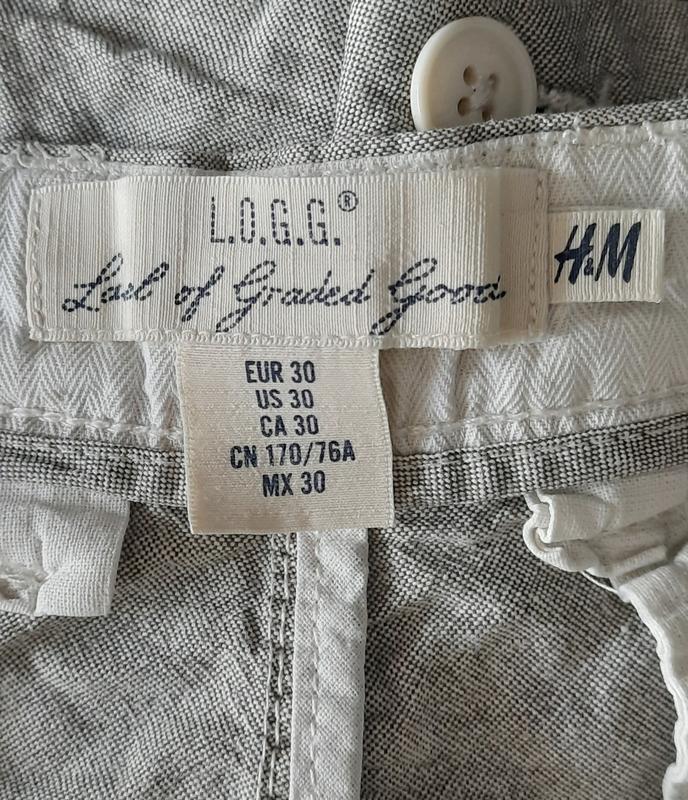 L.O.G.G.®
Label of Graded Goods
H&M
EUR 30
US 30
CA 30
CN 170/76A
MX 30